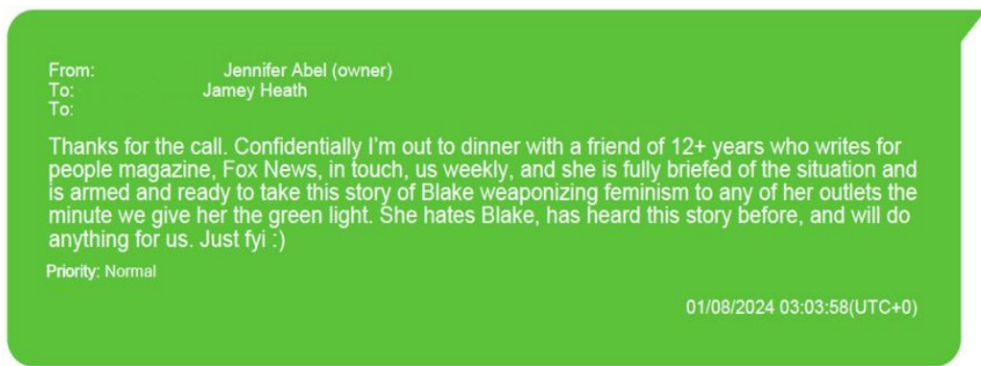 From: Jennifer Abel (owner)
To: Jamey Heath
To:
Thanks for the call. Confidentially I'm out to dinner with a friend of 12+ years who writes for
people magazine, Fox News, in touch, us weekly, and she is fully briefed of the situation and
is armed and ready to take this story of Blake weaponizing feminism to any of her outlets the
minute we give her the green light. She hates Blake, has heard this story before, and will do
anything for us. Just fyi :)
Priority: Normal
01/08/2024 03:03:58(UTC+0)